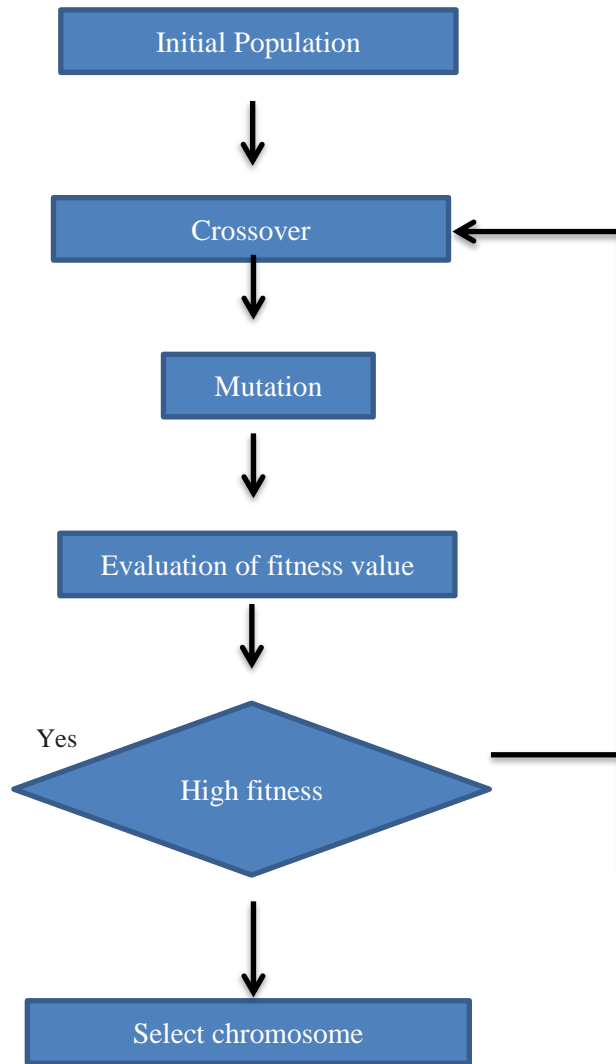 Initial Population
Crossover
Mutation
Evaluation of fitness value
Yes
High fitness
Select chromosome